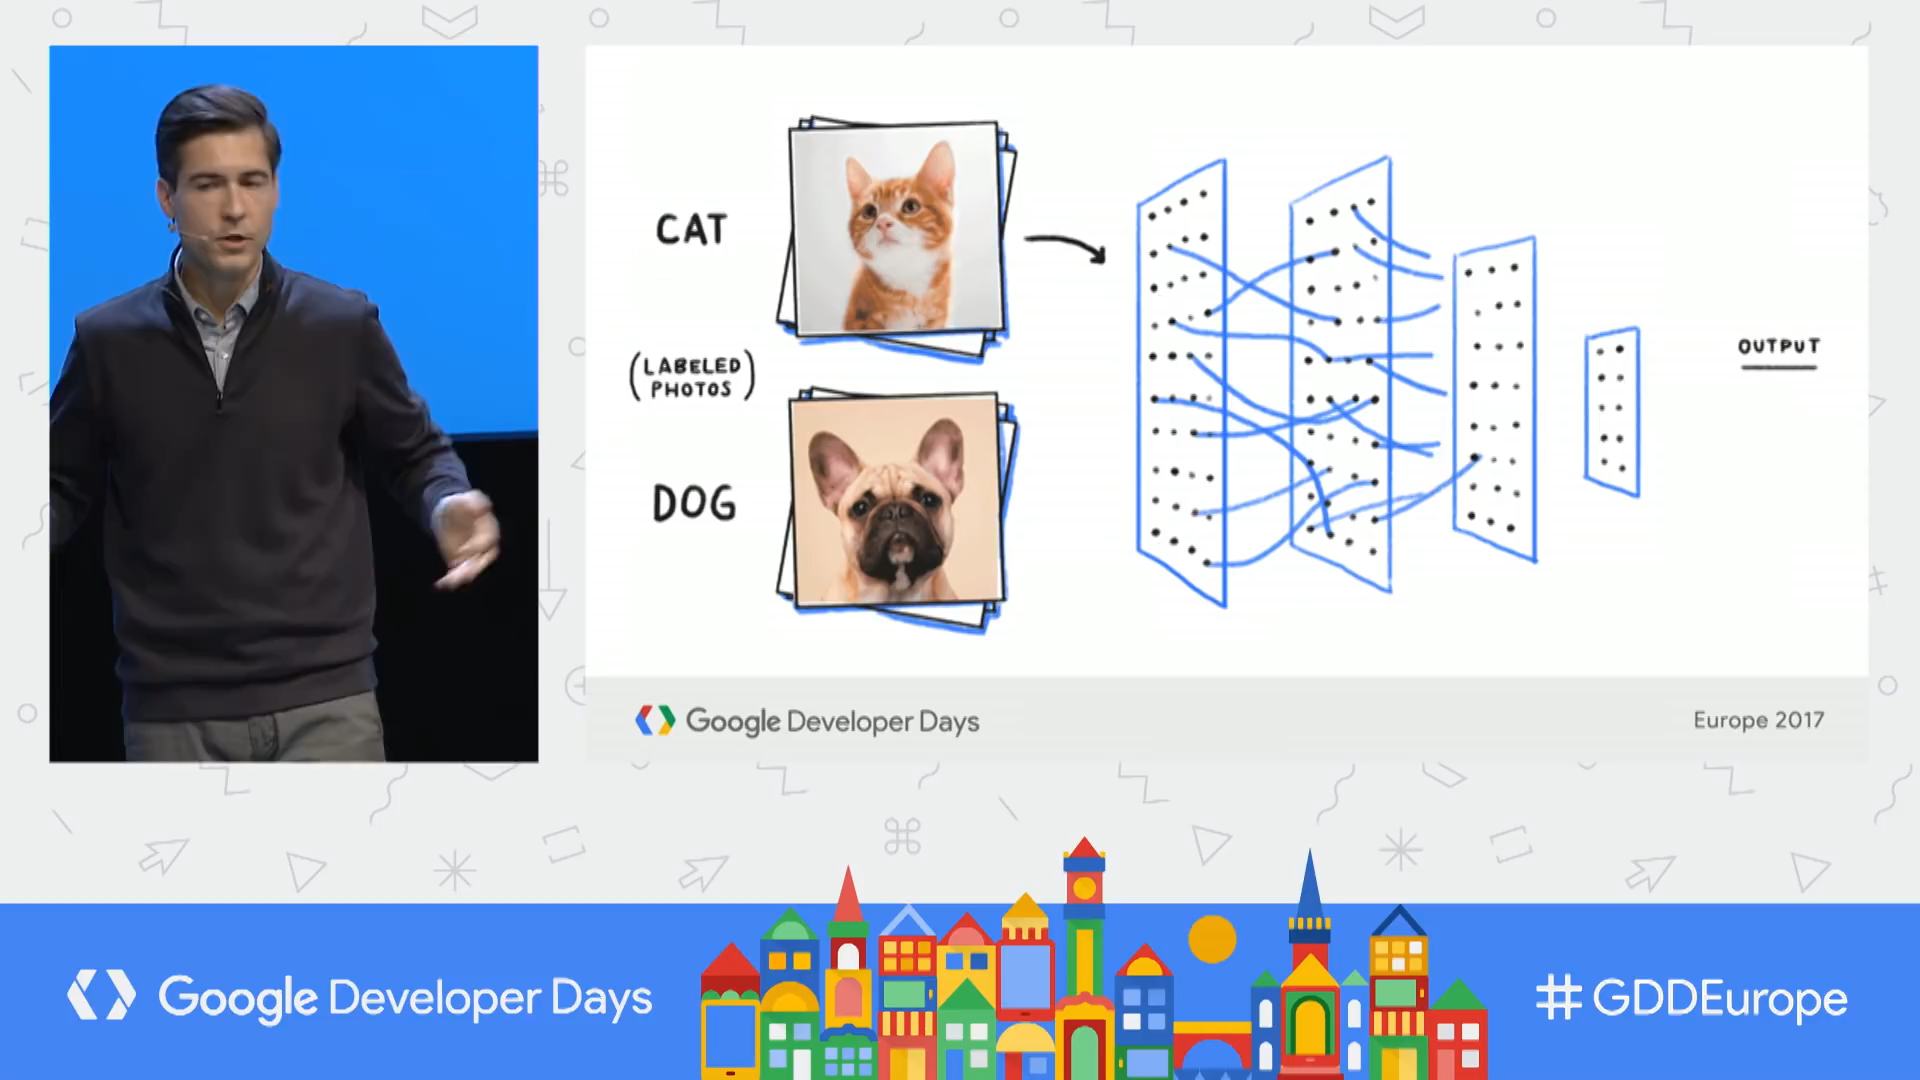 CAT
(LABELED
PHOTOS)
DOG
OUTPUT
Google Developer Days
Europe 2017
Google Developer Days
#GDDEurope